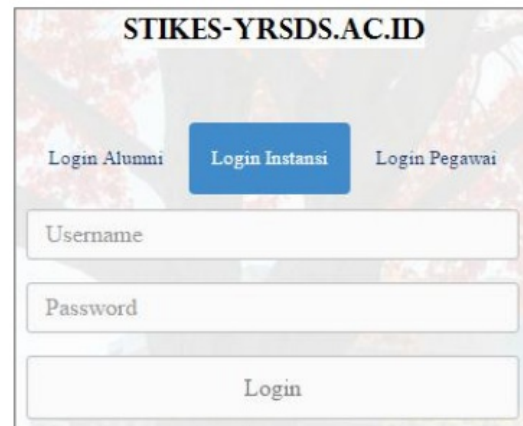 STIKES-YRSDS.AC.ID
Login Alumni Login Instansi Login Pegawai
Username
Password
Login